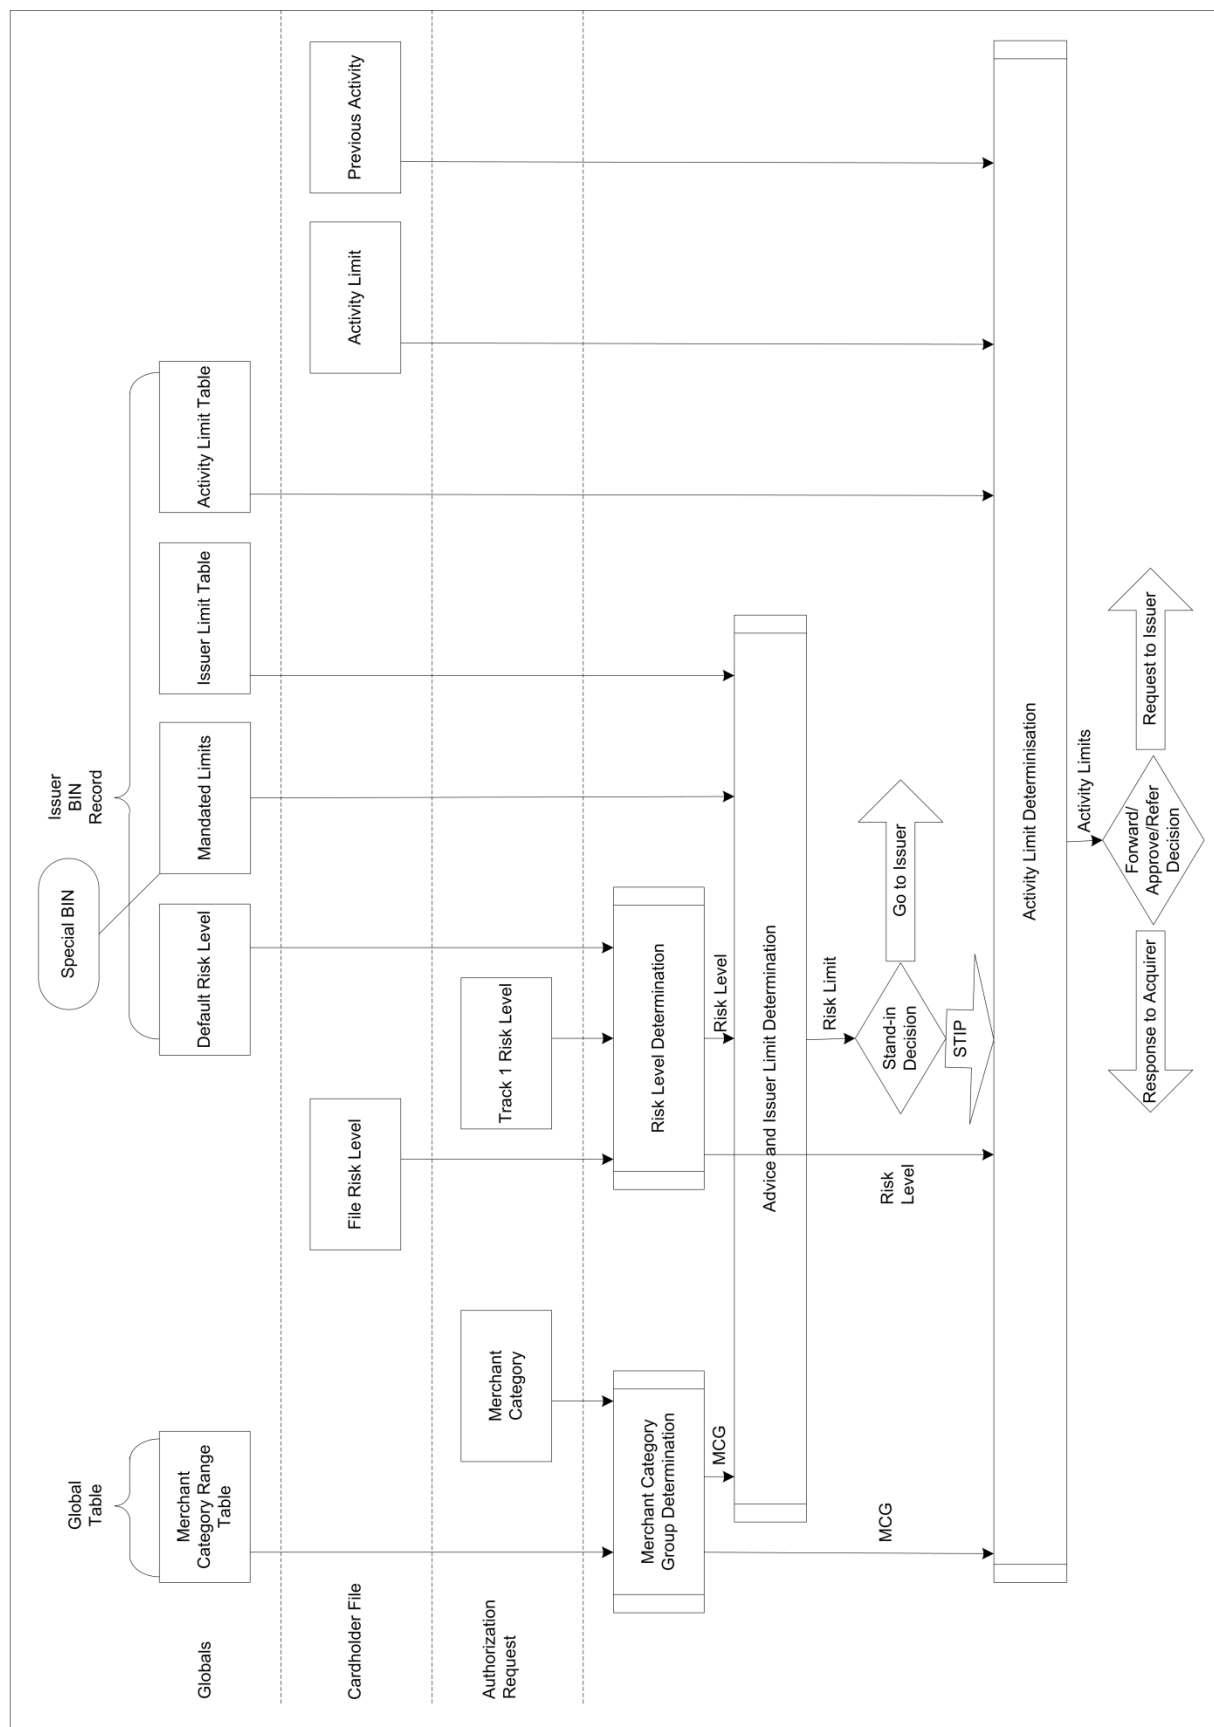 Global
Table
Special BIN
Issuer
BIN
Record
Globals
Merchant
Category Range
Table
Default Risk Level
Mandated Limits
Issuer Limit Table
Activity Limit Table
Cardholder File
File Risk Level
Activity Limit
Previous Activity
Authorization
Request
Merchant
Category
Track 1 Risk Level
Merchant Category
Group Determination
Risk Level Determination
MCG
Risk Level
Advice and Issuer Limit Determination
MCG
Risk
Level
Risk Limit
Stand-in
Decision
Go to Issuer
STIP
Activity Limit Determinisation
Activity Limits
Response to Acquirer
Forward/
Approve/Refer
Decision
Request to Issuer